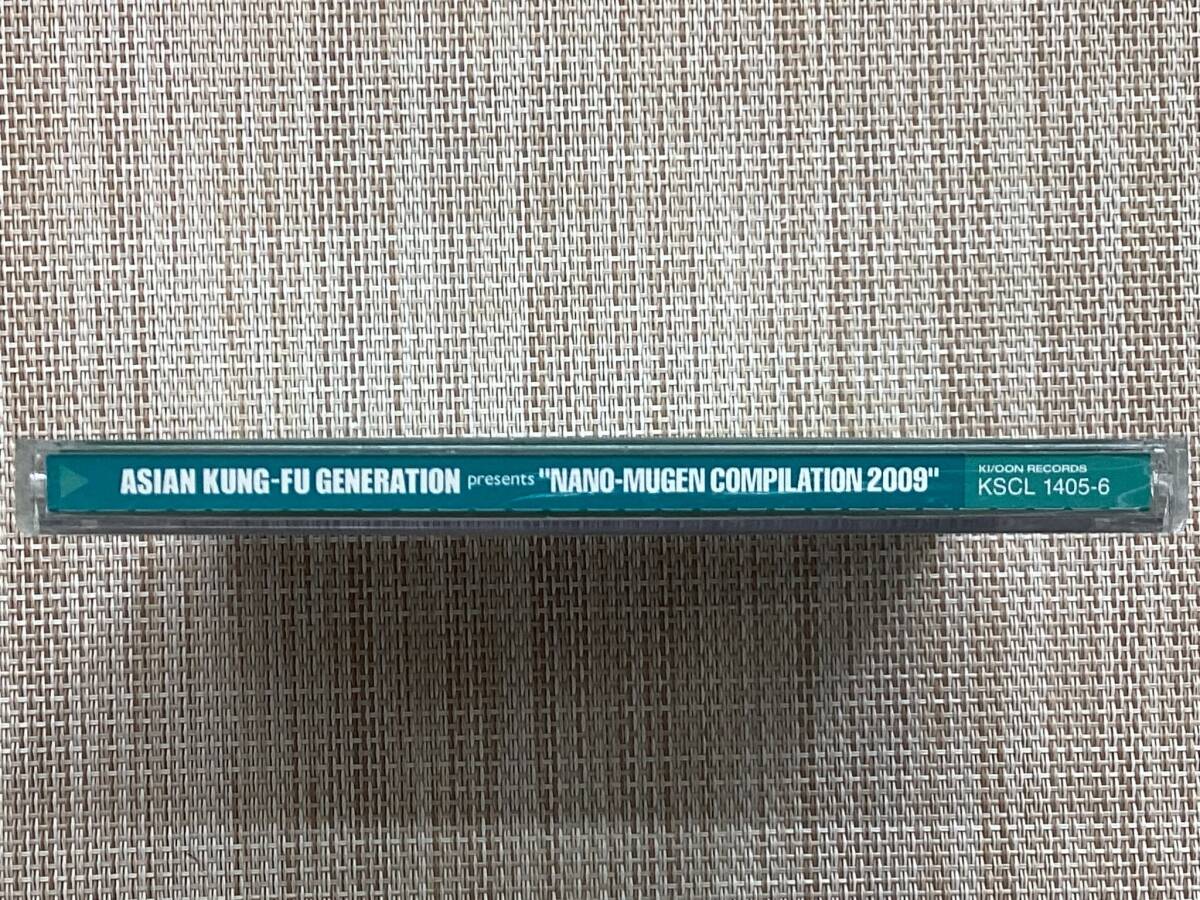 ASIAN KUNG-FU GENERATION presents "NANO-MUGEN COMPILATION 2009"
KI/OON RECORDS
KSCL 1405-6